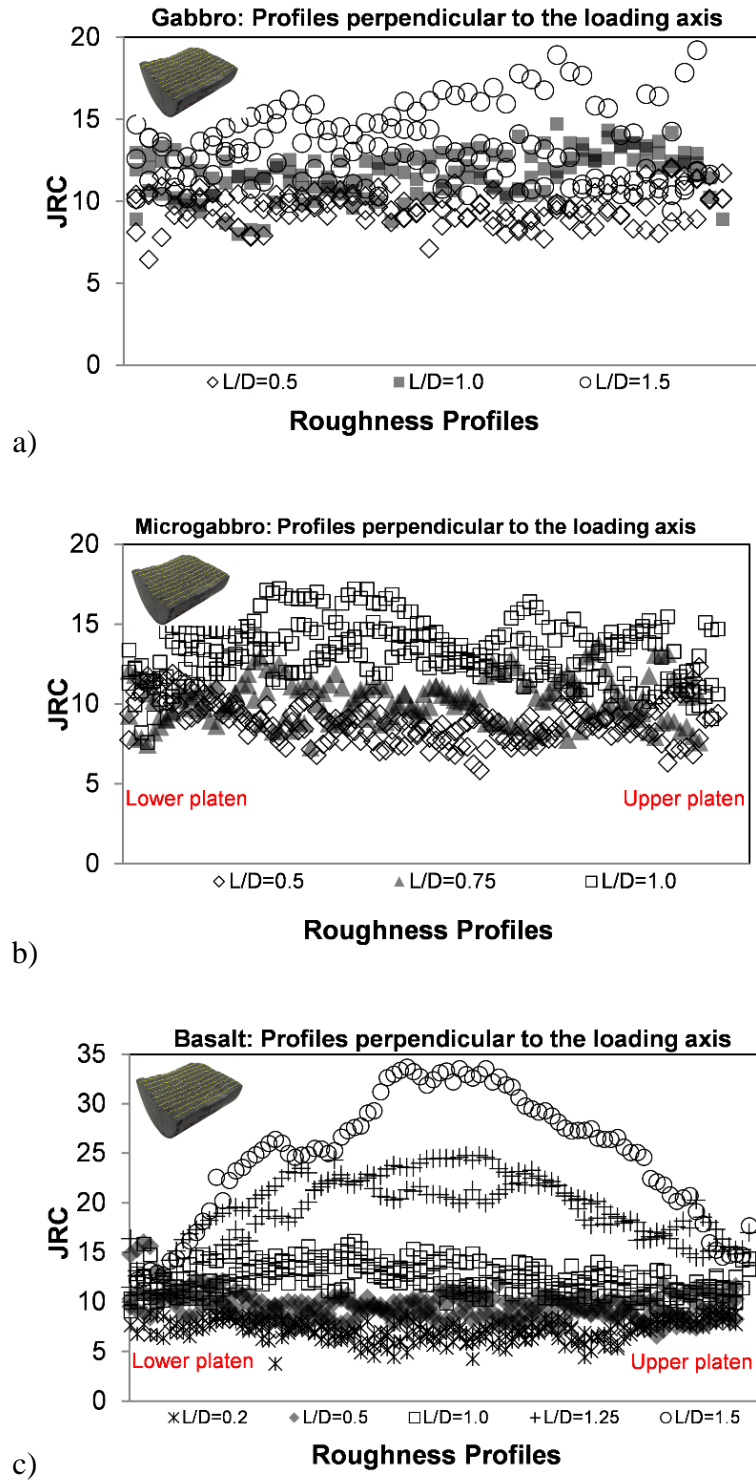 Gabbro: Profiles perpendicular to the loading axis
20
15
10
5
0
JRC
L/D=0.5 L/D=1.0 L/D=1.5
Roughness Profiles
a)
Microgabbro: Profiles perpendicular to the loading axis
20
15
10
5
0
JRC
Lower platen Upper platen
L/D=0.5 L/D=0.75 L/D=1.0
Roughness Profiles
b)
Basalt: Profiles perpendicular to the loading axis
35
30
25
20
15
10
5
0
JRC
Lower platen Upper platen
L/D=0.2 L/D=0.5 L/D=1.0 L/D=1.25 L/D=1.5
Roughness Profiles
c)